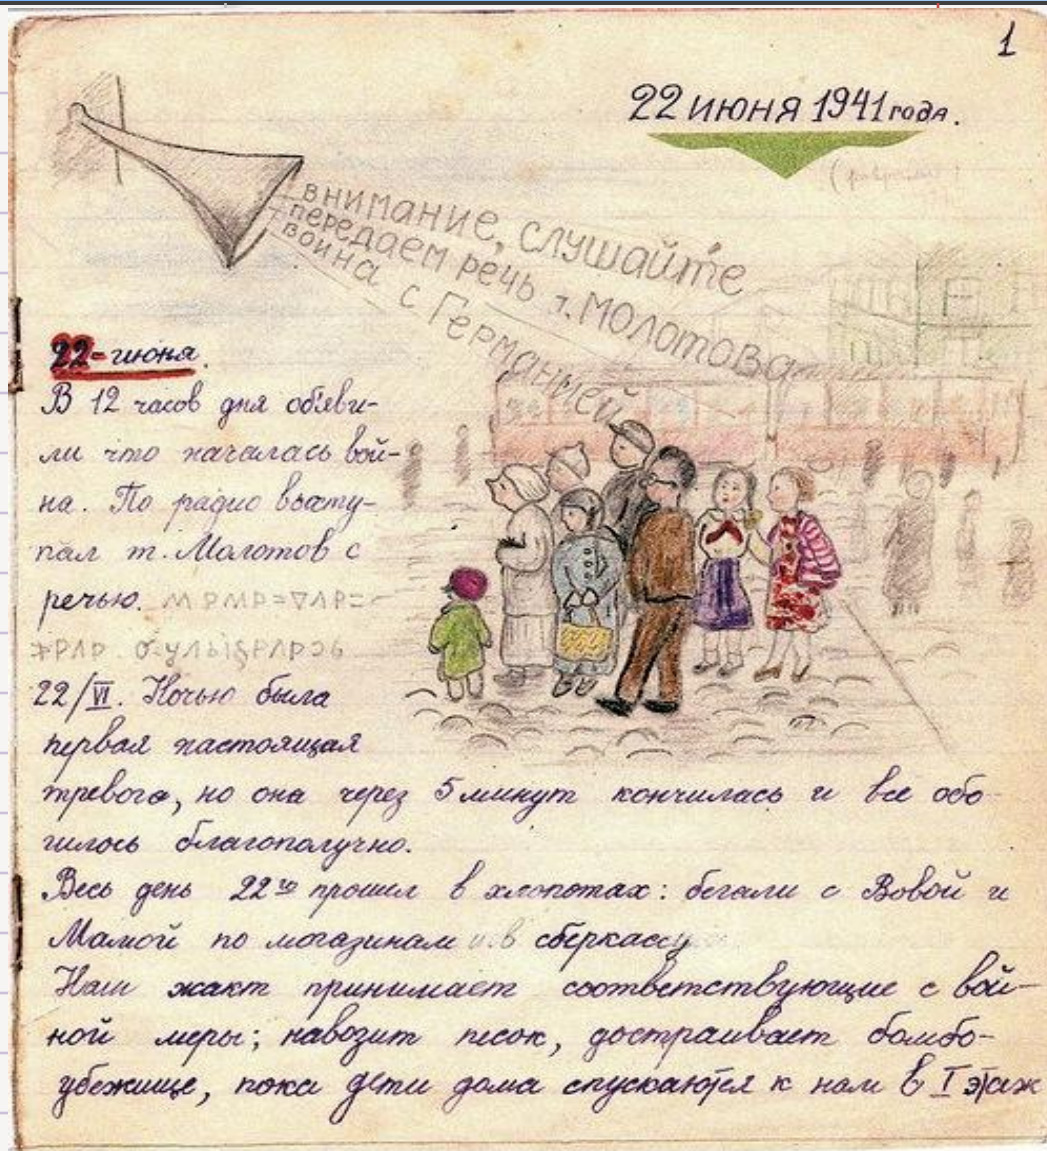 1
22 июня 1941 года.
внимание, слушайте
передаем речь т. Молотова
война с Германией
22-июня.
В 12 часов дня обяви-
ли что началась вой-
на. По радио высту-
пал т. Молотов с
речью.
22/VI. Ночью была
первая настоящая
тревога, но она через 5 минут кончилась и все обо-
шлось благополучно.
Весь день 22го прошел в хлопотах: бегали с Вовой и
Мамой по магазинам и в сберкассу
Наш жакт принимает соответствующие с вой-
ной меры; навозит песок, достраивает бомбо-
убежище, пока дети дома спускаются к нам в I этаж